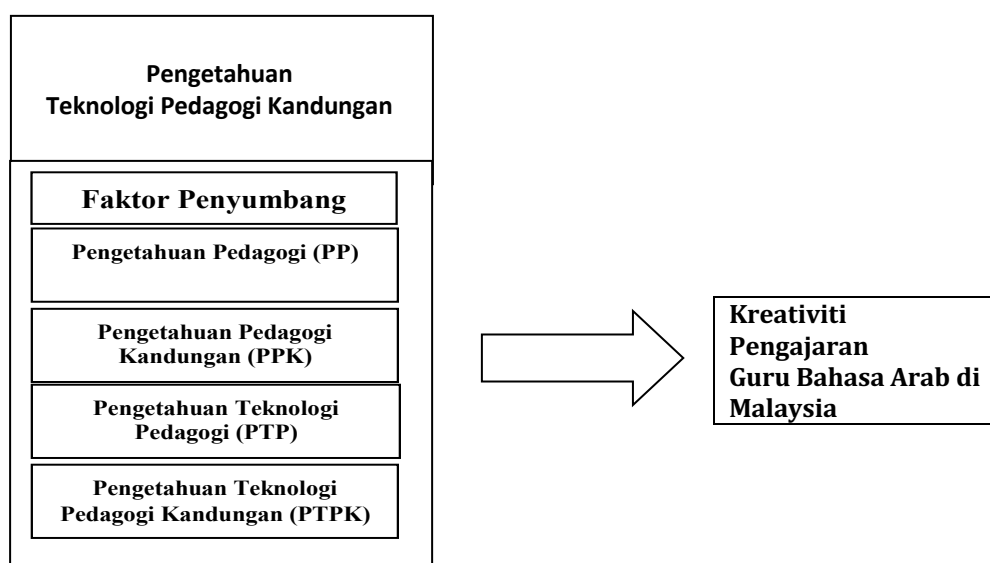 Pengetahuan
Teknologi Pedagogi Kandungan
Faktor Penyumbang
Pengetahuan Pedagogi (PP)
Pengetahuan Pedagogi
Kandungan (PPK)
Pengetahuan Teknologi
Pedagogi (PTP)
Pengetahuan Teknologi
Pedagogi Kandungan (PTPK)
Kreativiti
Pengajaran
Guru Bahasa Arab di
Malaysia